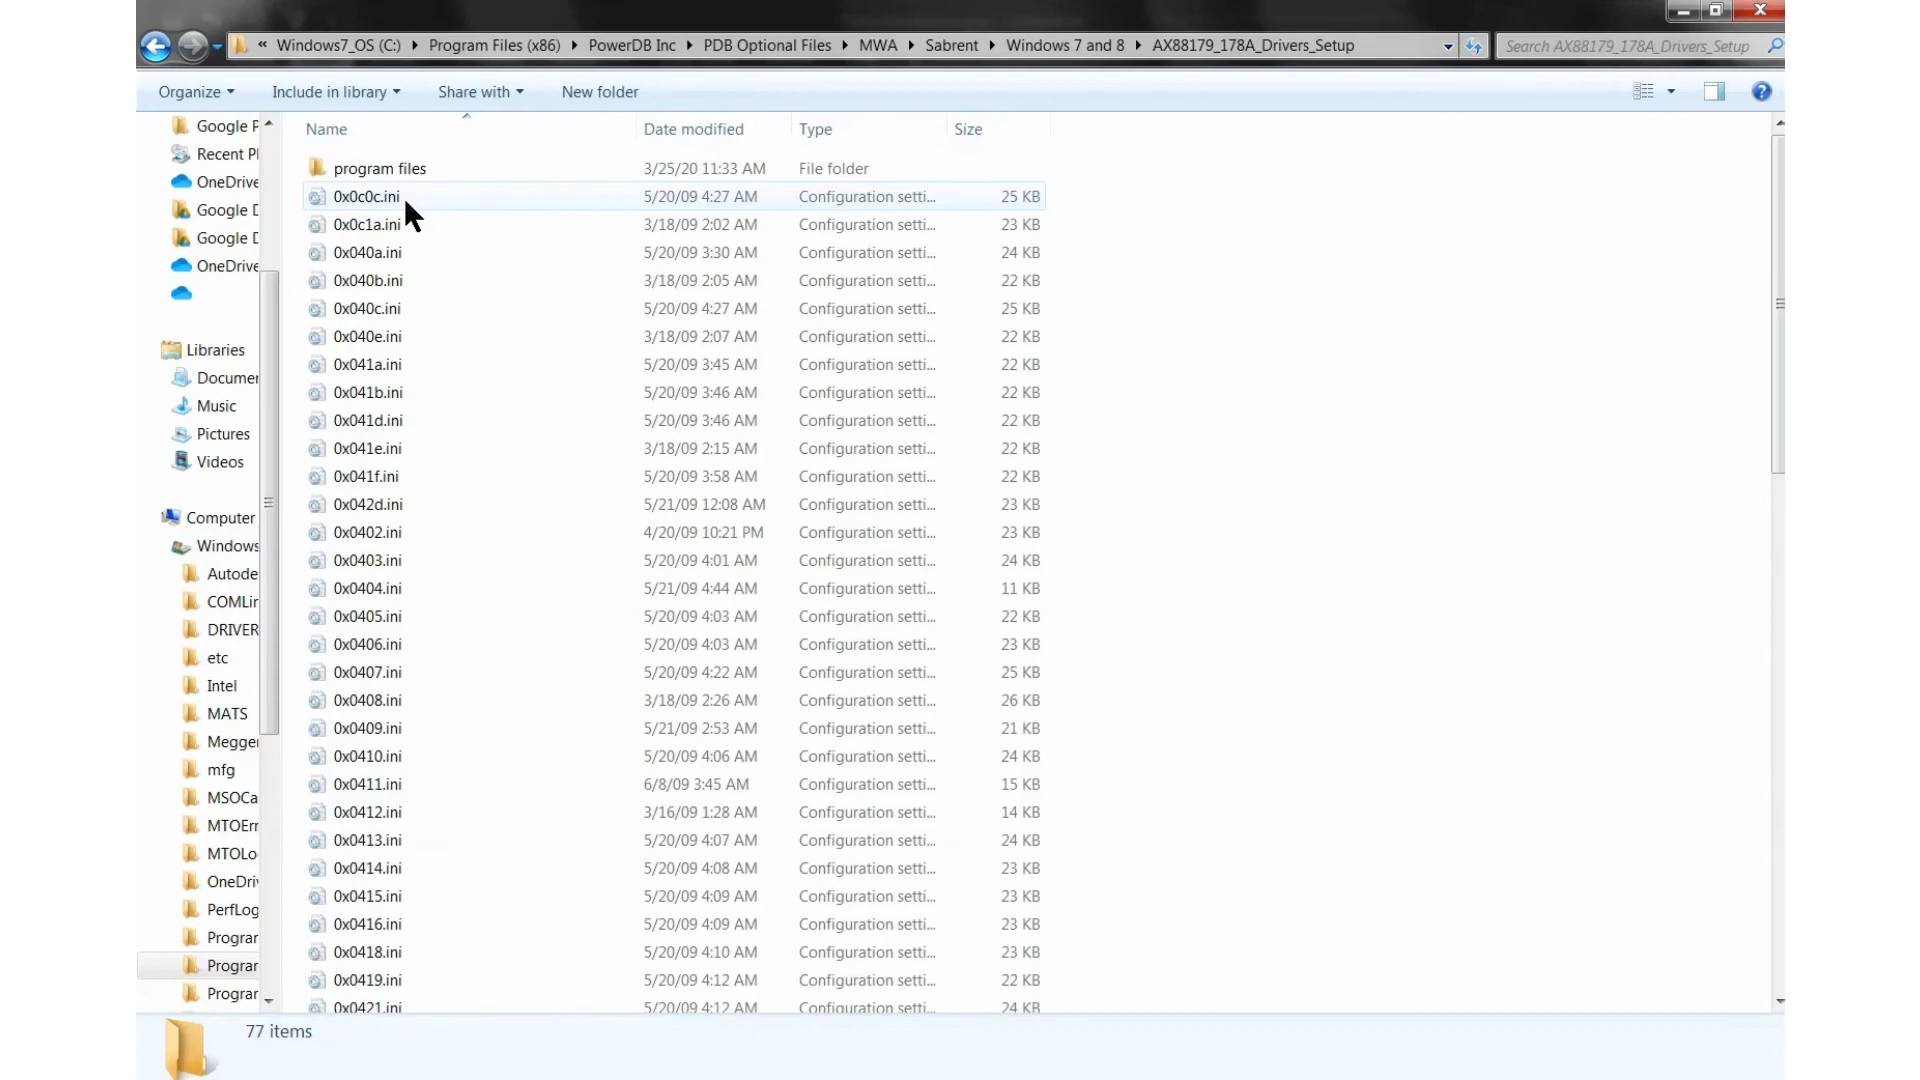 « Windows7_OS (C:) Program Files (x86) PowerDB Inc PDB Optional Files MWA Sabrent Windows 7 and 8 AX88179_178A_Drivers_Setup Search AX88179_178A_Drivers_Setup
Organize Include in library Share with New folder
Google P
Recent Pl
OneDrive
Google D
Google D
OneDrive
Libraries
Documen
Music
Pictures
Videos
Computer
Windows
Autode
COMLin
DRIVER
etc
Intel
MATS
Megger
mfg
MSOCa
MTOErr
MTOLo
OneDriv
PerfLog
Program
Program
Program
Name Date modified Type Size
program files 3/25/20 11:33 AM File folder
0x0c0c.ini 5/20/09 4:27 AM Configuration setti... 25 KB
0x0c1a.ini 3/18/09 2:02 AM Configuration setti... 23 KB
0x040a.ini 5/20/09 3:30 AM Configuration setti... 24 KB
0x040b.ini 3/18/09 2:05 AM Configuration setti... 22 KB
0x040c.ini 5/20/09 4:27 AM Configuration setti... 25 KB
0x040e.ini 3/18/09 2:07 AM Configuration setti... 22 KB
0x041a.ini 5/20/09 3:45 AM Configuration setti... 22 KB
0x041b.ini 5/20/09 3:46 AM Configuration setti... 22 KB
0x041d.ini 5/20/09 3:46 AM Configuration setti... 22 KB
0x041e.ini 3/18/09 2:15 AM Configuration setti... 22 KB
0x041f.ini 5/20/09 3:58 AM Configuration setti... 22 KB
0x042d.ini 5/21/09 12:08 AM Configuration setti... 23 KB
0x0402.ini 4/20/09 10:21 PM Configuration setti... 23 KB
0x0403.ini 5/20/09 4:01 AM Configuration setti... 24 KB
0x0404.ini 5/21/09 4:44 AM Configuration setti... 11 KB
0x0405.ini 5/20/09 4:03 AM Configuration setti... 22 KB
0x0406.ini 5/20/09 4:03 AM Configuration setti... 23 KB
0x0407.ini 5/20/09 4:22 AM Configuration setti... 25 KB
0x0408.ini 3/18/09 2:26 AM Configuration setti... 26 KB
0x0409.ini 5/21/09 2:53 AM Configuration setti... 21 KB
0x0410.ini 5/20/09 4:06 AM Configuration setti... 24 KB
0x0411.ini 6/8/09 3:45 AM Configuration setti... 15 KB
0x0412.ini 3/16/09 1:28 AM Configuration setti... 14 KB
0x0413.ini 5/20/09 4:07 AM Configuration setti... 24 KB
0x0414.ini 5/20/09 4:08 AM Configuration setti... 23 KB
0x0415.ini 5/20/09 4:09 AM Configuration setti... 23 KB
0x0416.ini 5/20/09 4:09 AM Configuration setti... 23 KB
0x0418.ini 5/20/09 4:10 AM Configuration setti... 23 KB
0x0419.ini 5/20/09 4:12 AM Configuration setti... 22 KB
0x0421.ini 5/20/09 4:12 AM Configuration setti... 24 KB
77 items